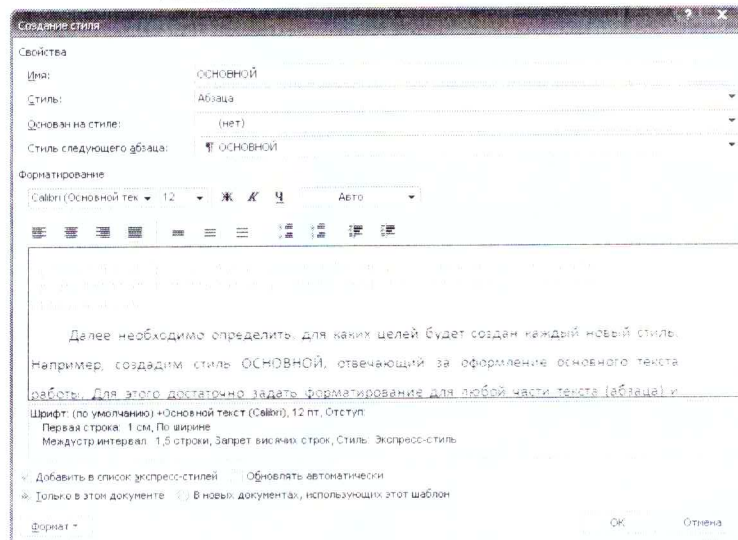 Создание стиля
Свойства
Имя: ОСНОВНОЙ
Стиль: Абзаца
Основан на стиле: (нет)
Стиль следующего абзаца: ¶ ОСНОВНОЙ
Форматирование
Calibri (Основной тек 12 Ж К Ч Авто
Далее необходимо определить, для каких целей будет создан каждый новый стиль.
Например, создадим стиль ОСНОВНОЙ, отвечающий за оформление основного текста
работы. Для этого достаточно задать форматирование для любой части текста (абзаца) и
Шрифт: (по умолчанию) +Основной текст (Calibri), 12 пт, Отступ:
Первая строка: 1 см, По ширине
Междустр.интервал: 1,5 строки, Запрет висячих строк, Стиль: Экспресс-стиль
Добавить в список экспресс-стилей Обновлять автоматически
Только в этом документе В новых документах, использующих этот шаблон
Формат ОК Отмена